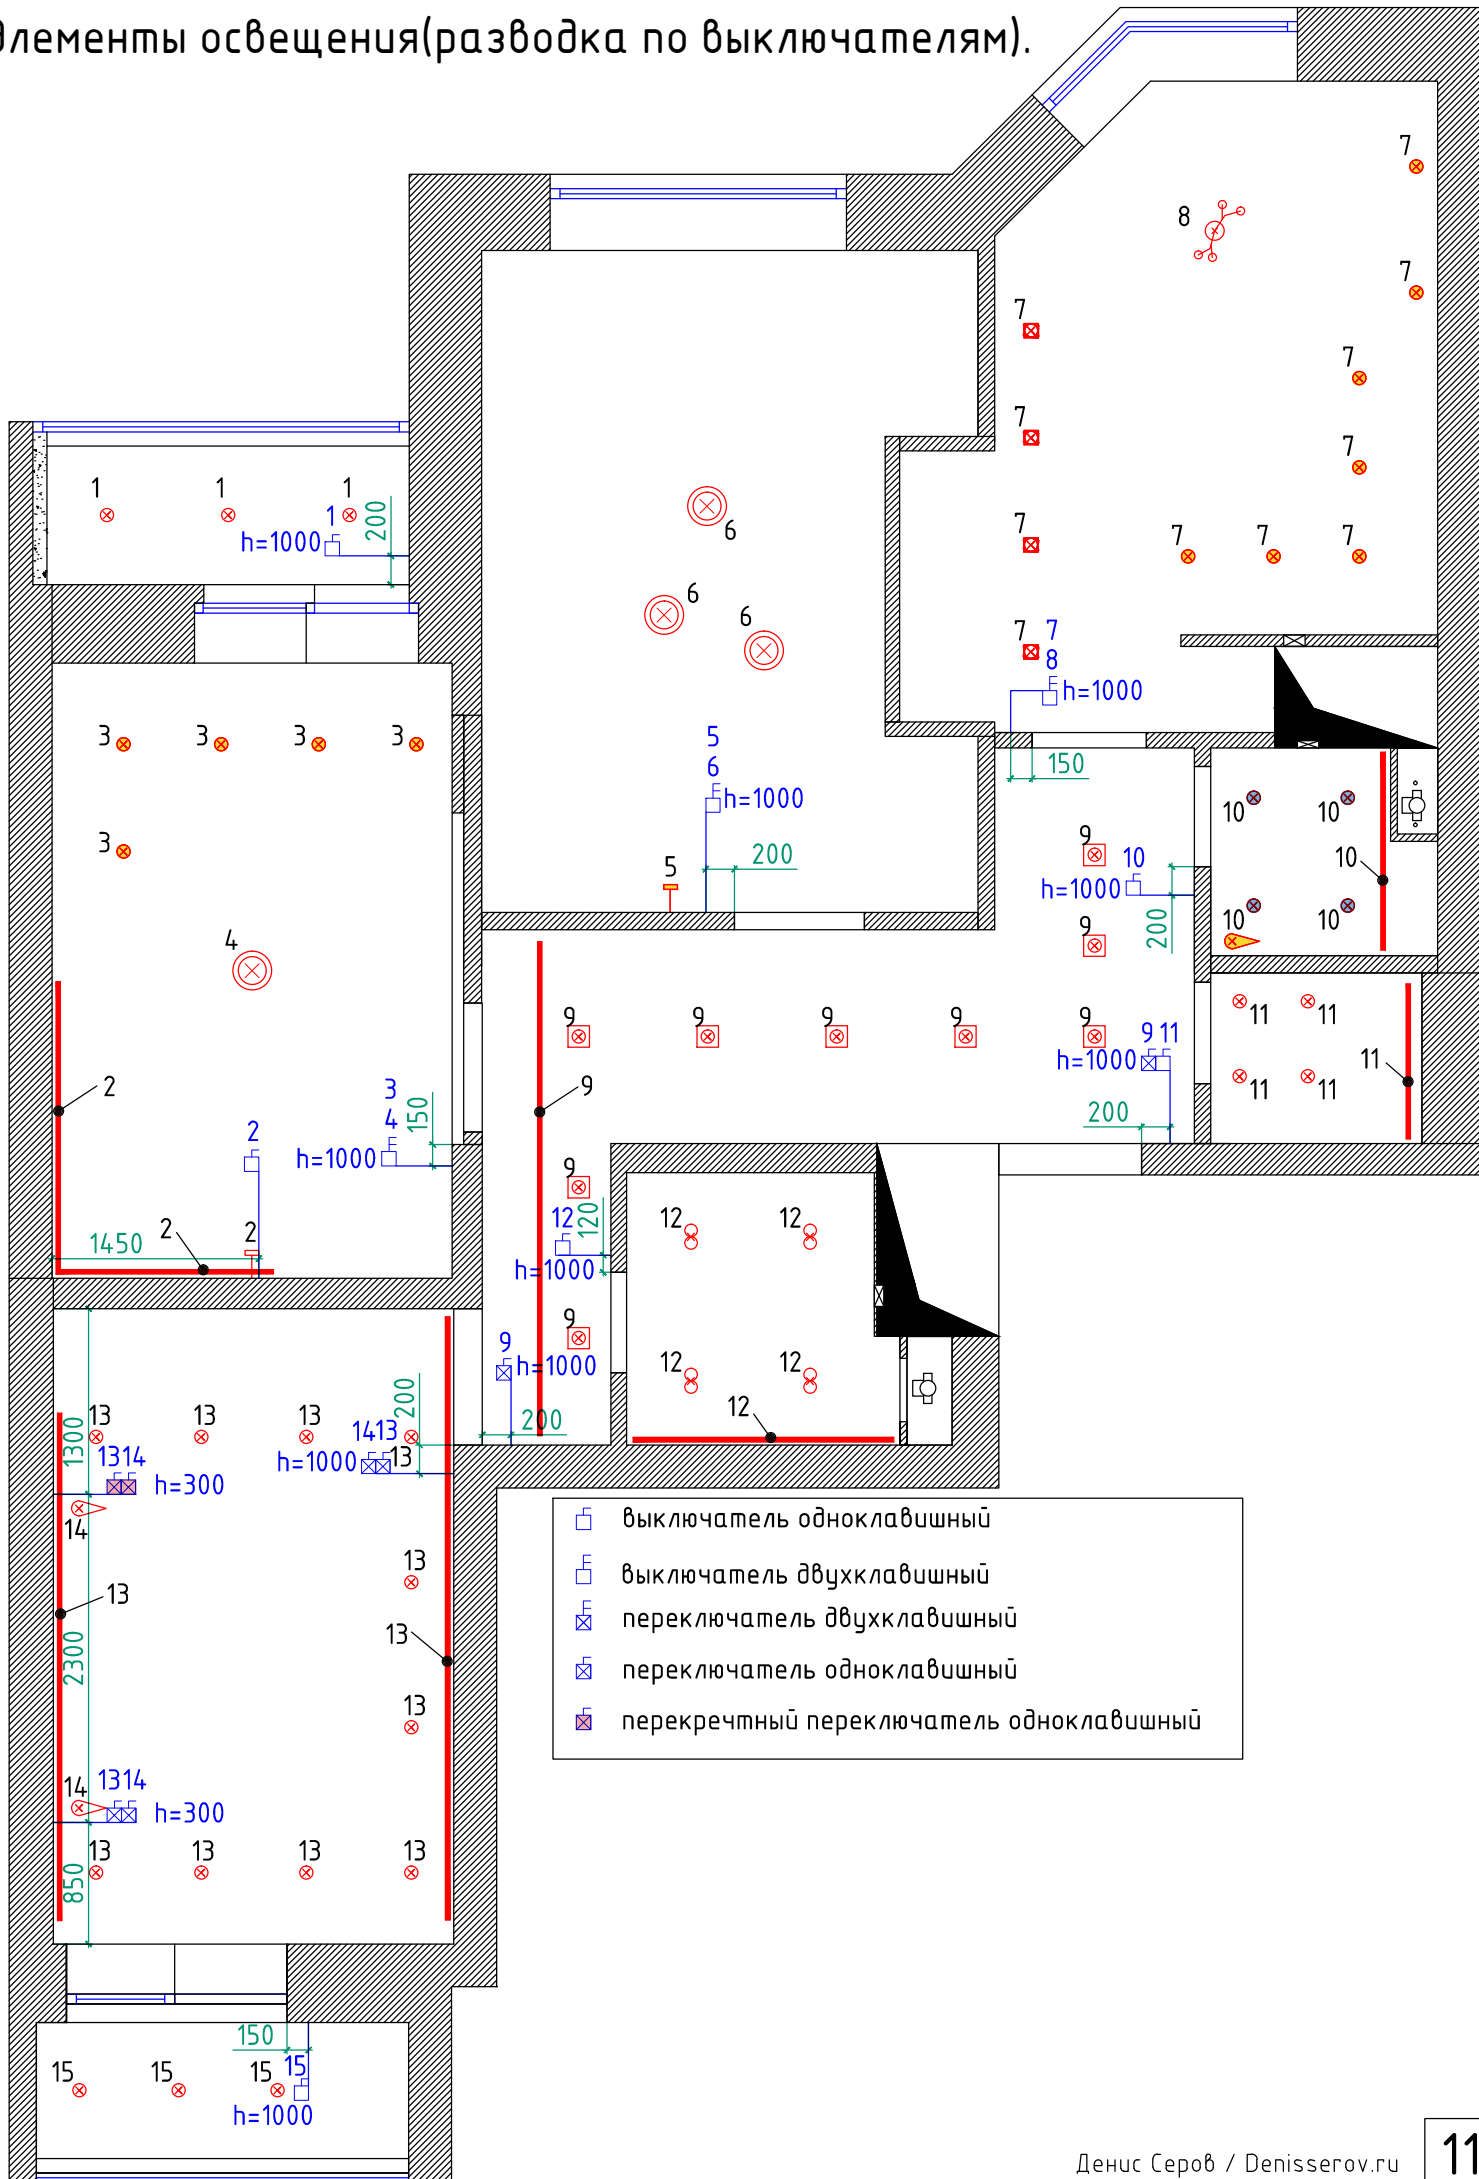 Элементы освещения(разводка по выключателям).
7
8
7
7
7
7
7
1 1 1
1
h=1000
200
6
7
7 7 7
6
6
7 7
8
h=1000
3 3 3 3
5
6
h=1000
150
3
10 10
9
10
h=1000
200
5
200
10
10 10
4
9
9 9 9 9 9
11 11
9 11
h=1000
11
11 11
2
9
3
4
h=1000
150
2
200
9
12
h=1000
120
12 12
2
2
1450
9
9
h=1000
200
12 12
12
13 13 13
1413
h=1000
13
200
1300
1314
h=300
14
выключатель одноклавишный
выключатель двухклавишный
переключатель двухклавишный
переключатель одноклавишный
перекречтный переключатель одноклавишный
13
13
13
2300
13
14
1314
h=300
13 13 13 13
850
150
15 15 15
15
h=1000
Денис Серов / Denisserov.ru
11